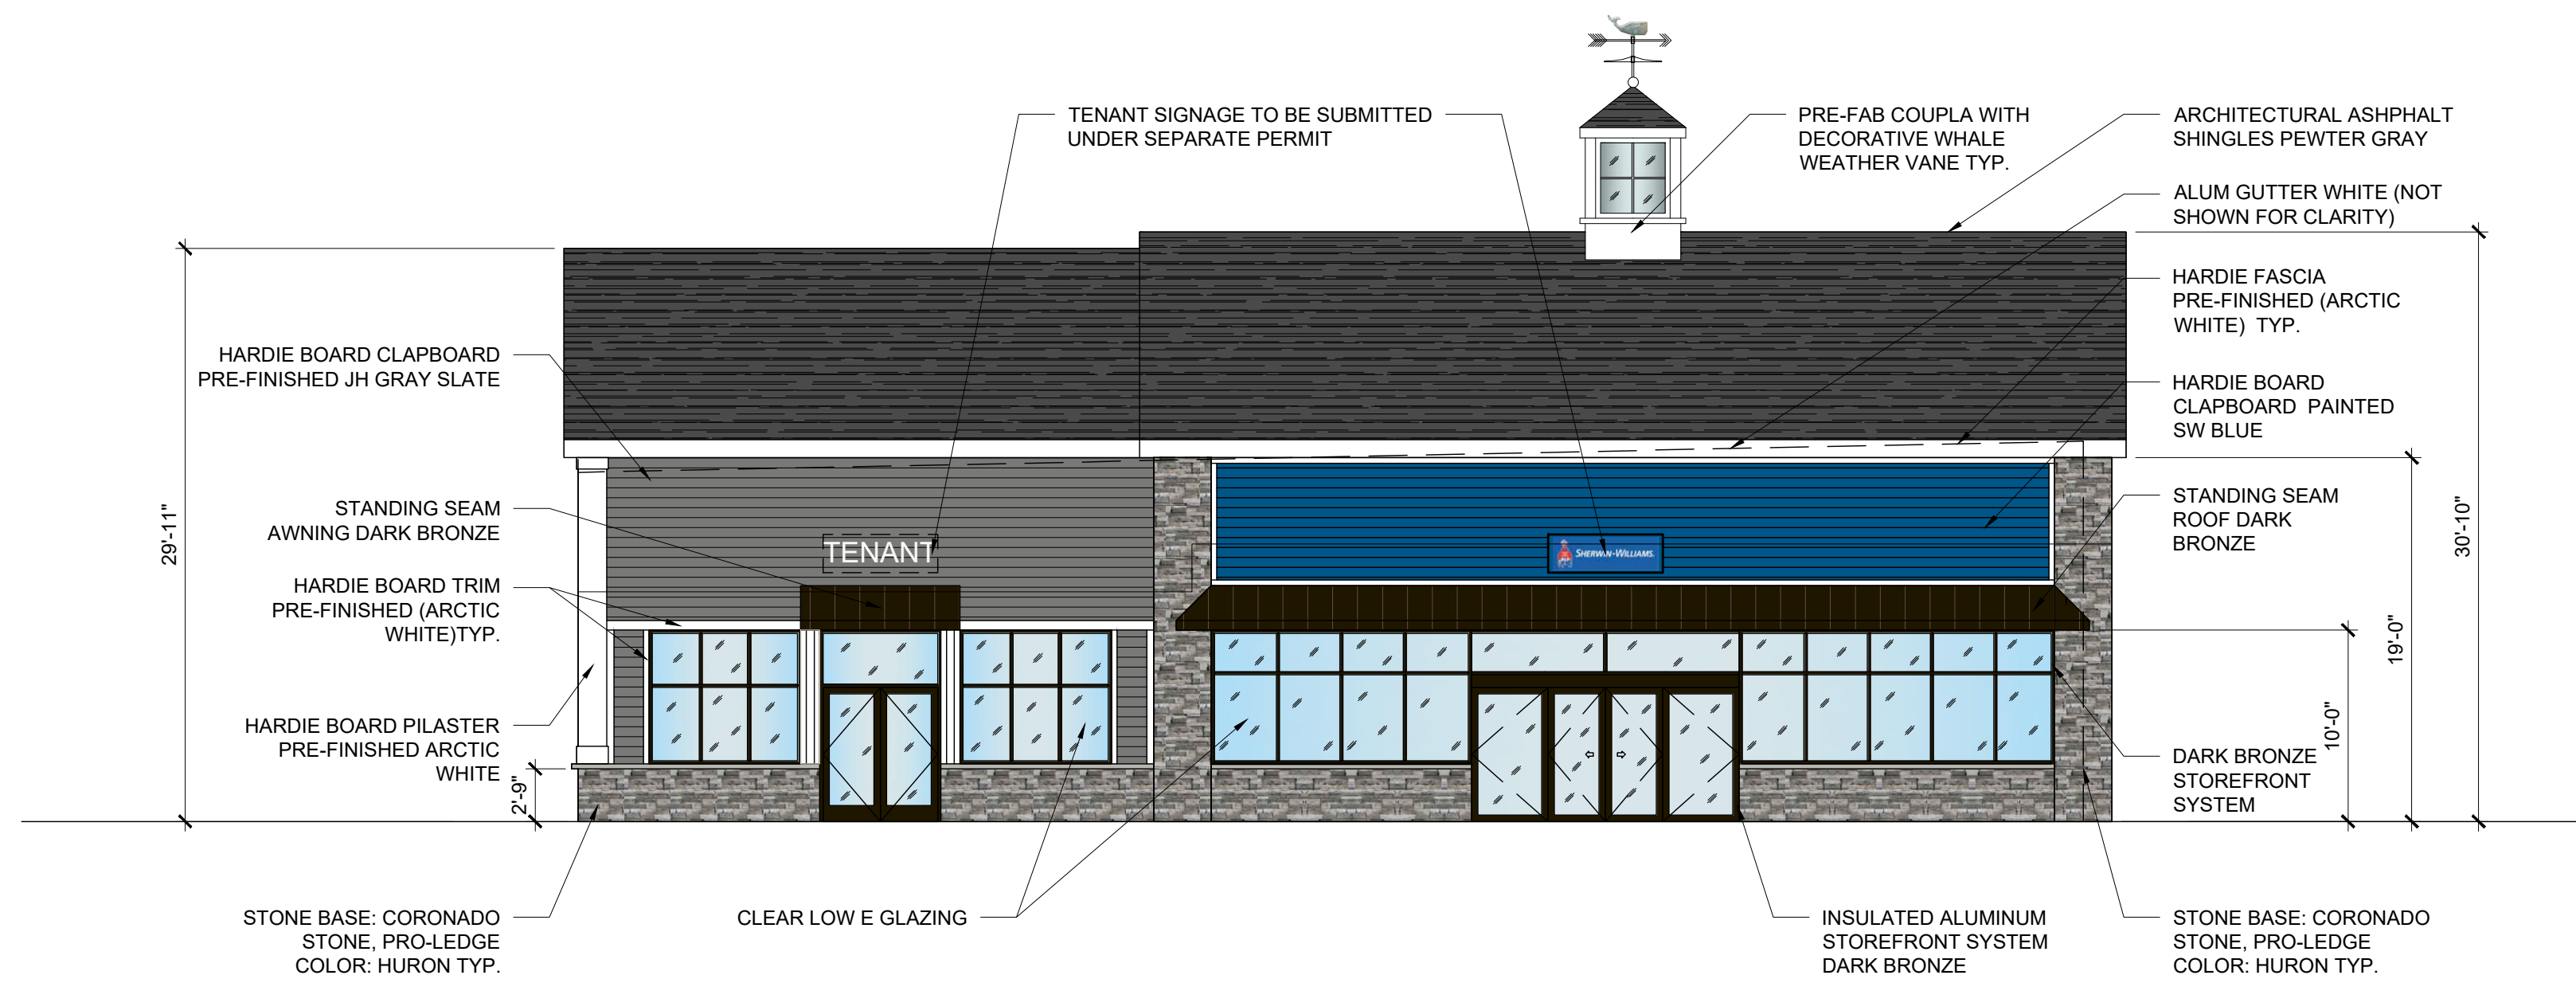 TENANT SIGNAGE TO BE SUBMITTED
UNDER SEPARATE PERMIT
PRE-FAB COUPLA WITH
DECORATIVE WHALE
WEATHER VANE TYP.
ARCHITECTURAL ASHPHALT
SHINGLES PEWTER GRAY
ALUM GUTTER WHITE (NOT
SHOWN FOR CLARITY)
HARDIE FASCIA
PRE-FINISHED (ARCTIC
WHITE) TYP.
HARDIE BOARD
CLAPBOARD PAINTED
SW BLUE
STANDING SEAM
ROOF DARK
BRONZE
DARK BRONZE
STOREFRONT
SYSTEM
STONE BASE: CORONADO
STONE, PRO-LEDGE
COLOR: HURON TYP.
INSULATED ALUMINUM
STOREFRONT SYSTEM
DARK BRONZE
CLEAR LOW E GLAZING
HARDIE BOARD CLAPBOARD
PRE-FINISHED JH GRAY SLATE
STANDING SEAM
AWNING DARK BRONZE
HARDIE BOARD TRIM
PRE-FINISHED (ARCTIC
WHITE)TYP.
HARDIE BOARD PILASTER
PRE-FINISHED ARCTIC
WHITE
STONE BASE: CORONADO
STONE, PRO-LEDGE
COLOR: HURON TYP.
TENANT
SHERWIN-WILLIAMS.
29'-11"
2'-9"
10'-0"
19'-0"
30'-10"